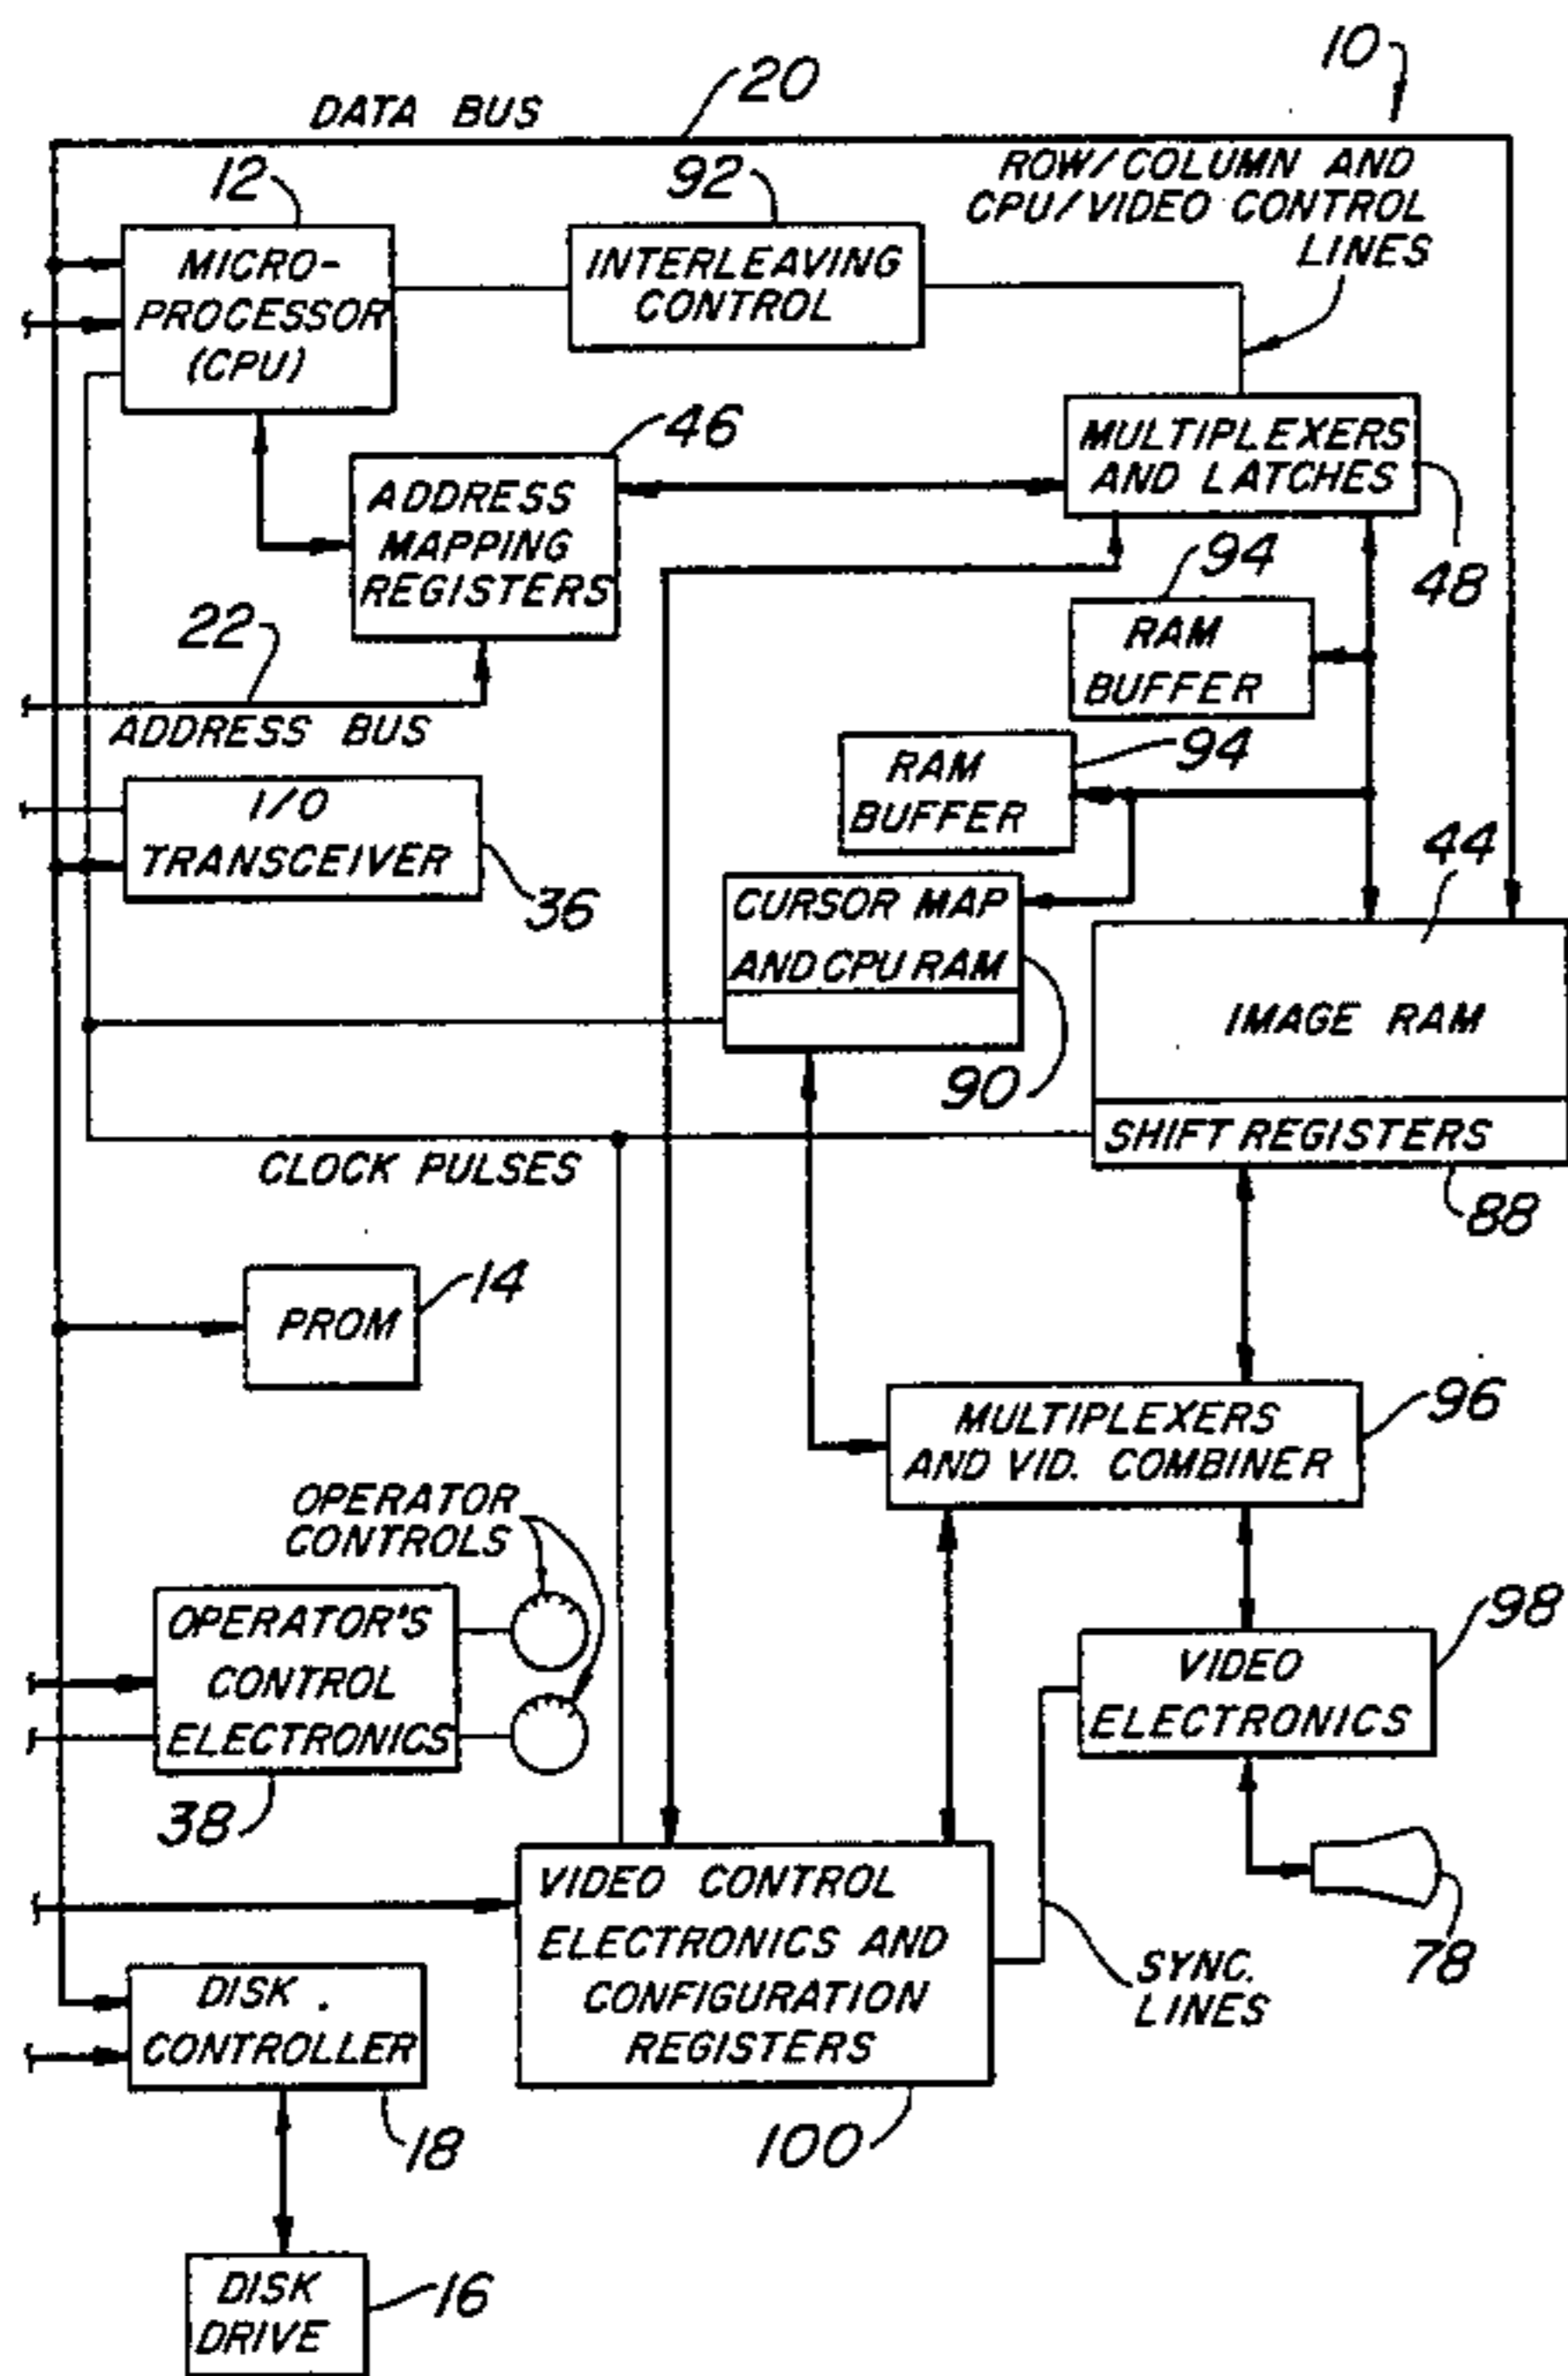 10
DATA BUS
20
ROW/COLUMN AND
CPU/VIDEO CONTROL
LINES
12
92
MICRO-
PROCESSOR
(CPU)
INTERLEAVING
CONTROL
46
ADDRESS
MAPPING
REGISTERS
MULTIPLEXERS
AND LATCHES
48
22
ADDRESS BUS
94
RAM
BUFFER
94
RAM
BUFFER
I/O
TRANSCEIVER
36
44
CURSOR MAP
AND CPU RAM
90
IMAGE RAM
SHIFT REGISTERS
88
CLOCK PULSES
14
PROM
MULTIPLEXERS
AND VID. COMBINER
96
OPERATOR
CONTROLS
OPERATOR'S
CONTROL
ELECTRONICS
38
98
VIDEO
ELECTRONICS
78
VIDEO CONTROL
ELECTRONICS AND
CONFIGURATION
REGISTERS
100
SYNC.
LINES
DISK .
CONTROLLER
18
DISK
DRIVE
16